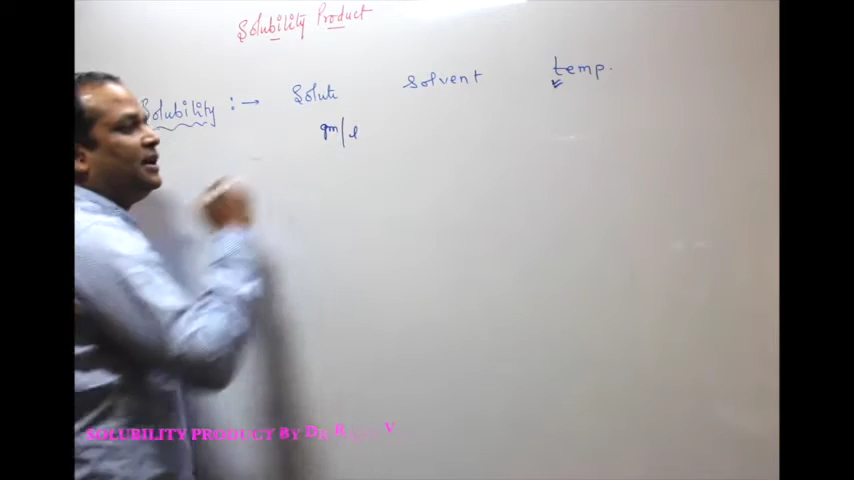 Solubility Product
Solubility :→ Solute Solvent temp.
gm/l
SOLUBILITY PRODUCT BY DR